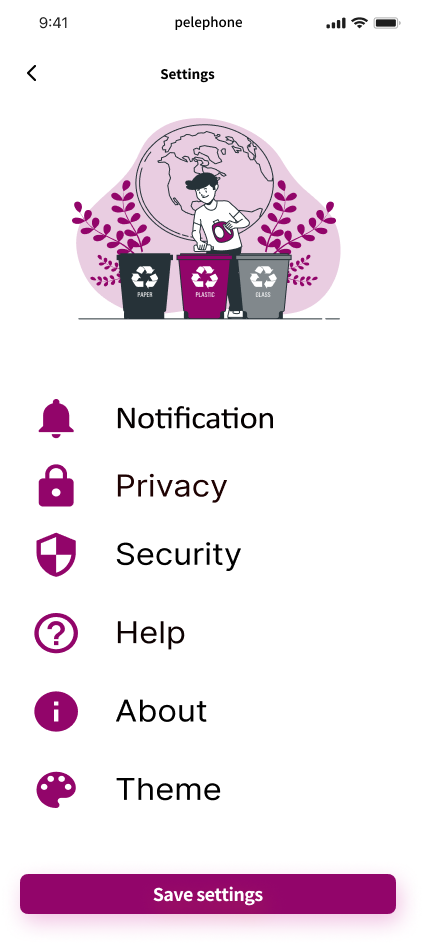 9:41 pelephone
Settings
PAPER PLASTIC GLASS
Notification
Privacy
Security
Help
About
Theme
Save settings